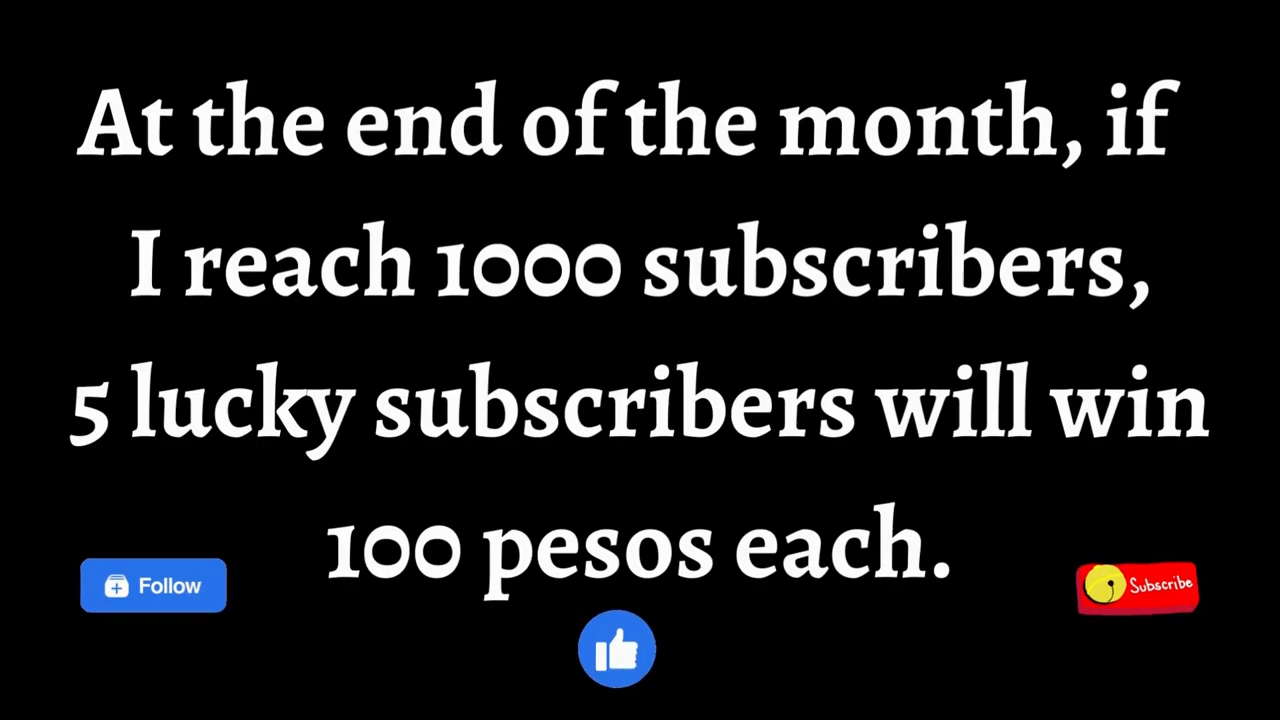 At the end of the month, if
I reach 1000 subscribers,
5 lucky subscribers will win
100 pesos each.
Follow
Subscribe